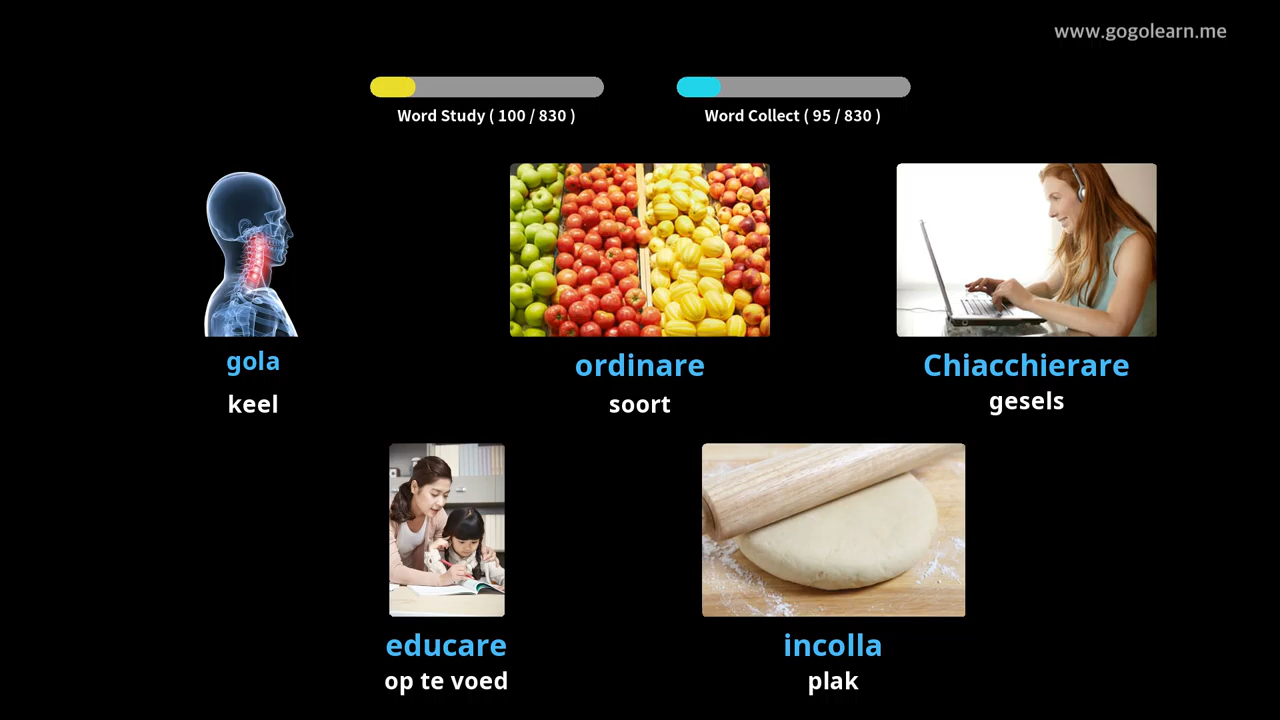 www.gogolearn.me
Word Study ( 100 / 830 )
Word Collect ( 95 / 830 )
gola
keel
ordinare
soort
Chiacchierare
gesels
educare
op te voed
incolla
plak